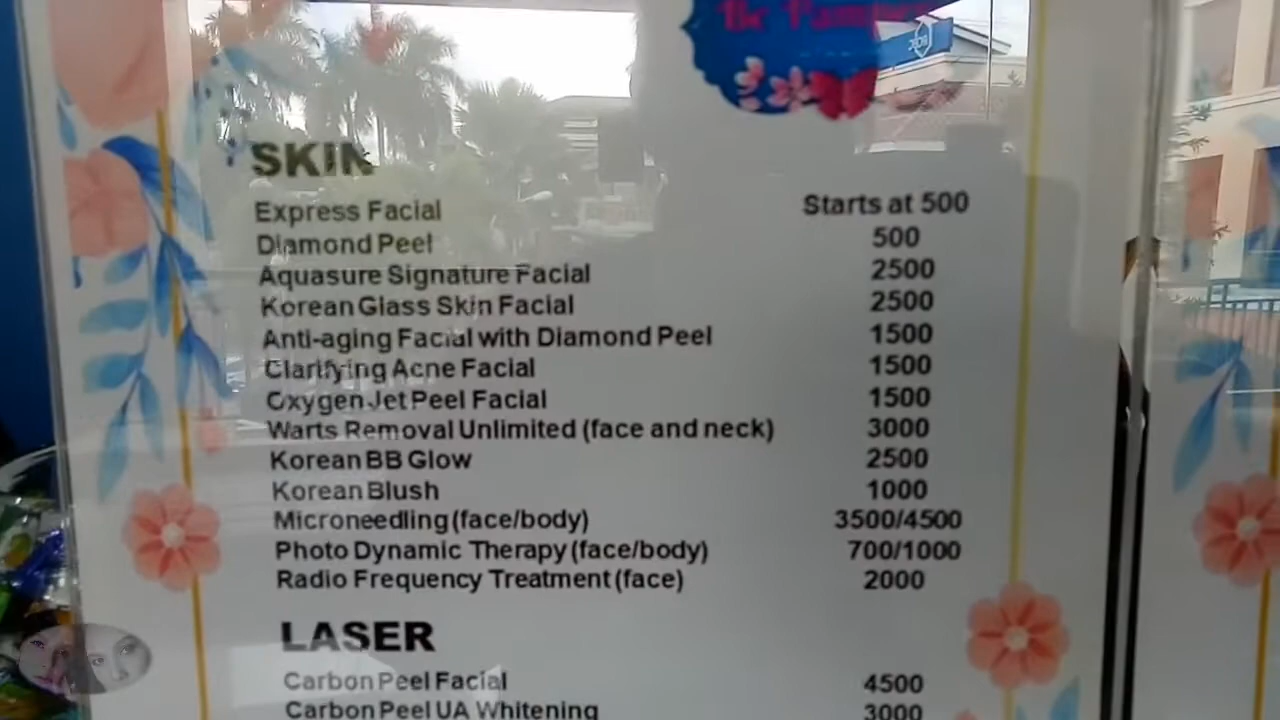 the Pamper
SKIN
Express Facial Starts at 500
Diamond Peel 500
Aquasure Signature Facial 2500
Korean Glass Skin Facial 2500
Anti-aging Facial with Diamond Peel 1500
Clarifying Acne Facial 1500
Oxygen Jet Peel Facial 1500
Warts Removal Unlimited (face and neck) 3000
Korean BB Glow 2500
Korean Blush 1000
Microneedling (face/body) 3500/4500
Photo Dynamic Therapy (face/body) 700/1000
Radio Frequency Treatment (face) 2000
LASER
Carbon Peel Facial 4500
Carbon Peel UA Whitening 3000